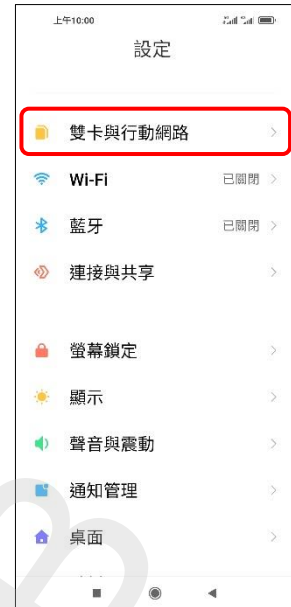 上午10:00
設定
雙卡與行動網路
Wi-Fi 已關閉
藍牙 已關閉
連接與共享
螢幕鎖定
顯示
聲音與震動
通知管理
桌面